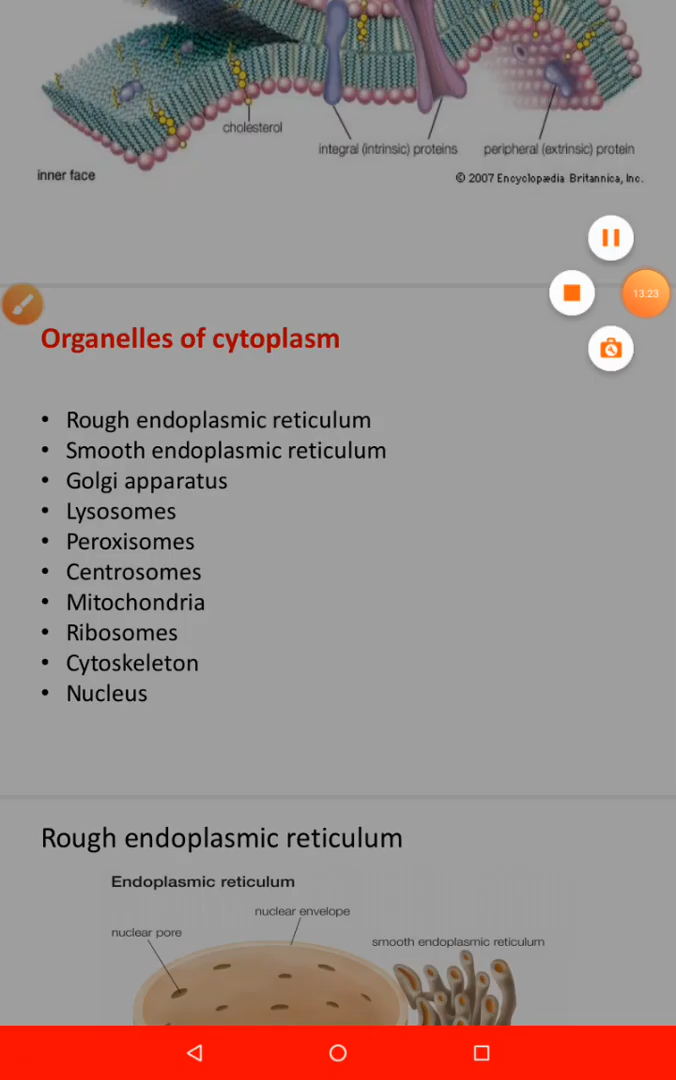 cholesterol
integral (intrinsic) proteins
peripheral (extrinsic) protein
inner face
© 2007 Encyclopædia Britannica, Inc.
13:23
Organelles of cytoplasm
• Rough endoplasmic reticulum
• Smooth endoplasmic reticulum
• Golgi apparatus
• Lysosomes
• Peroxisomes
• Centrosomes
• Mitochondria
• Ribosomes
• Cytoskeleton
• Nucleus
Rough endoplasmic reticulum
Endoplasmic reticulum
nuclear envelope
nuclear pore
smooth endoplasmic reticulum